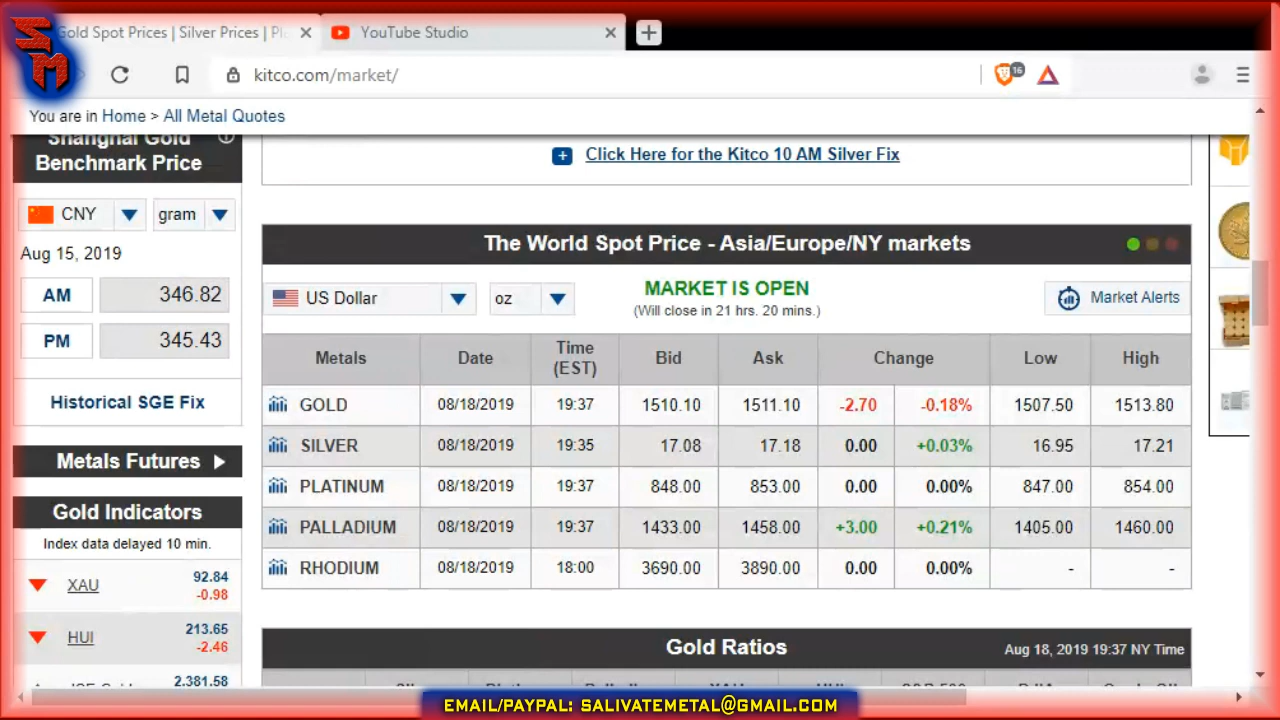 SM
Gold Spot Prices | Silver Prices | Pl
YouTube Studio
kitco.com/market/
16
You are in Home > All Metal Quotes
Shanghai Gold
Benchmark Price
CNY gram
Aug 15, 2019
AM 346.82
PM 345.43
Historical SGE Fix
Metals Futures
Gold Indicators
Index data delayed 10 min.
XAU 92.84
-0.98
HUI 213.65
-2.46
2,381.58
Click Here for the Kitco 10 AM Silver Fix
The World Spot Price - Asia/Europe/NY markets
US Dollar oz
MARKET IS OPEN
(Will close in 21 hrs. 20 mins.)
Market Alerts
Metals Date Time (EST) Bid Ask Change Low High
GOLD 08/18/2019 19:37 1510.10 1511.10 -2.70 -0.18% 1507.50 1513.80
SILVER 08/18/2019 19:35 17.08 17.18 0.00 +0.03% 16.95 17.21
PLATINUM 08/18/2019 19:37 848.00 853.00 0.00 0.00% 847.00 854.00
PALLADIUM 08/18/2019 19:37 1433.00 1458.00 +3.00 +0.21% 1405.00 1460.00
RHODIUM 08/18/2019 18:00 3690.00 3890.00 0.00 0.00% - -
Gold Ratios Aug 18, 2019 19:37 NY Time
EMAIL/PAYPAL: SALIVATEMETAL@GMAIL.COM